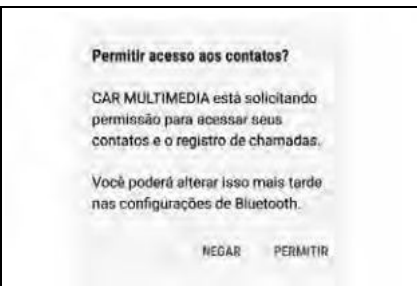 Permitir acesso aos contatos?
CAR MULTIMEDIA está solicitando
permissão para acessar seus
contatos e o registro de chamadas.
Você poderá alterar isso mais tarde
nas configurações de Bluetooth.
NEGAR PERMITIR